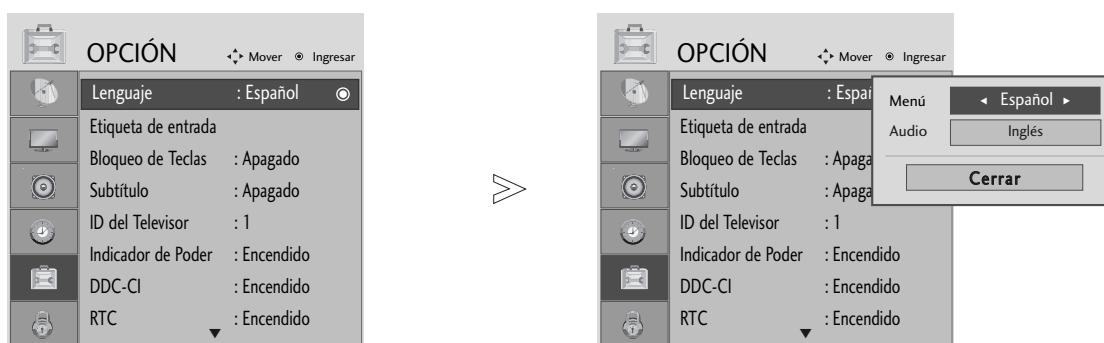 OPCIÓN
Mover Ingresar
Lenguaje : Español
Etiqueta de entrada
Bloqueo de Teclas : Apagado
Subtítulo : Apagado
ID del Televisor : 1
Indicador de Poder : Encendido
DDC-CI : Encendido
RTC : Encendido
OPCIÓN
Mover Ingresar
Lenguaje : Españ
Etiqueta de entrada
Bloqueo de Teclas : Apaga
Subtítulo : Apaga
ID del Televisor : 1
Indicador de Poder : Encendido
DDC-CI : Encendido
RTC : Encendido
Menú Español
Audio Inglés
Cerrar